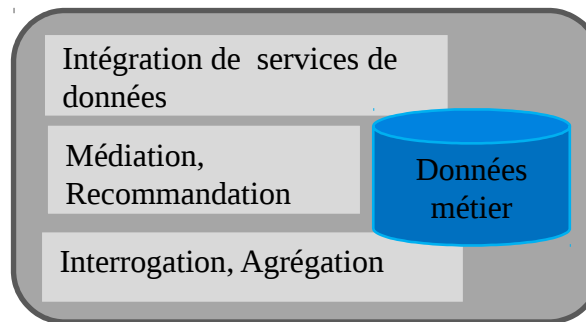 Intégration de  services de
données
Médiation,
Recommandation
Données
métier
Interrogation, Agrégation